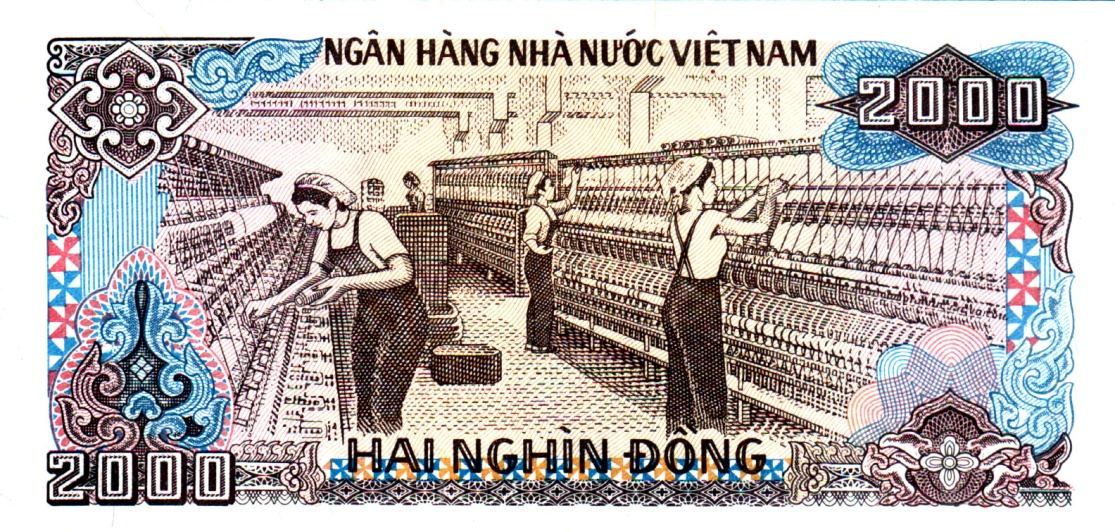 NGÂN HÀNG NHÀ NƯỚC VIỆT NAM
2000
HAI NGHÌN ĐỒNG
2000